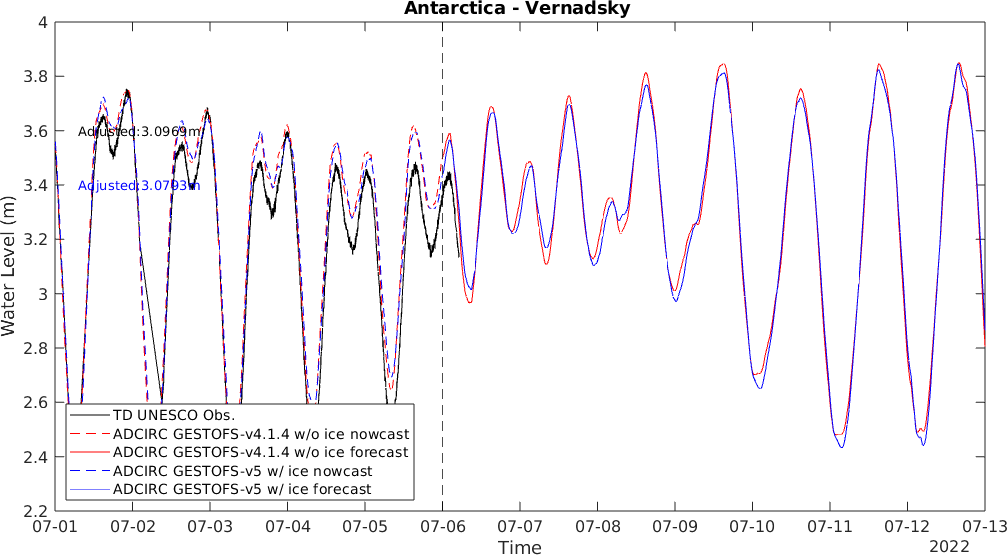 Antarctica - Vernadsky
4
3.8
3.6
3.4
3.2
3
2.8
2.6
2.4
2.2
Water Level (m)
Adjusted:3.0969m
Adjusted:3.0793m
TD UNESCO Obs.
ADCIRC GESTOFS-v4.1.4 w/o ice nowcast
ADCIRC GESTOFS-v4.1.4 w/o ice forecast
ADCIRC GESTOFS-v5 w/ ice nowcast
ADCIRC GESTOFS-v5 w/ ice forecast
07-01 07-02 07-03 07-04 07-05 07-06 07-07 07-08 07-09 07-10 07-11 07-12 07-13
Time
2022